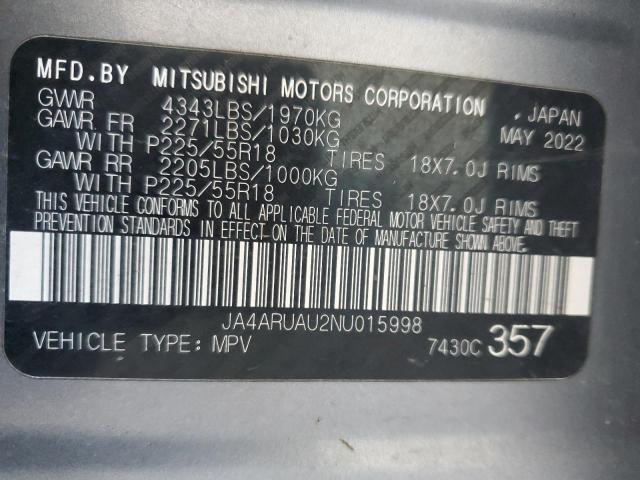 MFD. BY MITSUBISHI MOTORS CORPORATION , JAPAN
GVWR 4343LBS/1970KG MAY 2022
GAWR FR 2271LBS/1030KG
WITH P225/55R18 TIRES 18X7.0J RIMS
GAWR RR 2205LBS/1000KG
WITH P225/55R18 TIRES 18X7.0J RIMS
THIS VEHICLE CONFORMS TO ALL APPLICABLE FEDERAL MOTOR VEHICLE SAFETY AND THEFT
PREVENTION STANDARDS IN EFFECT ON THE DATE OF MANUFACTURE SHOWN ABOVE.
JA4ARUAU2NU015998
VEHICLE TYPE: MPV 7430C 357